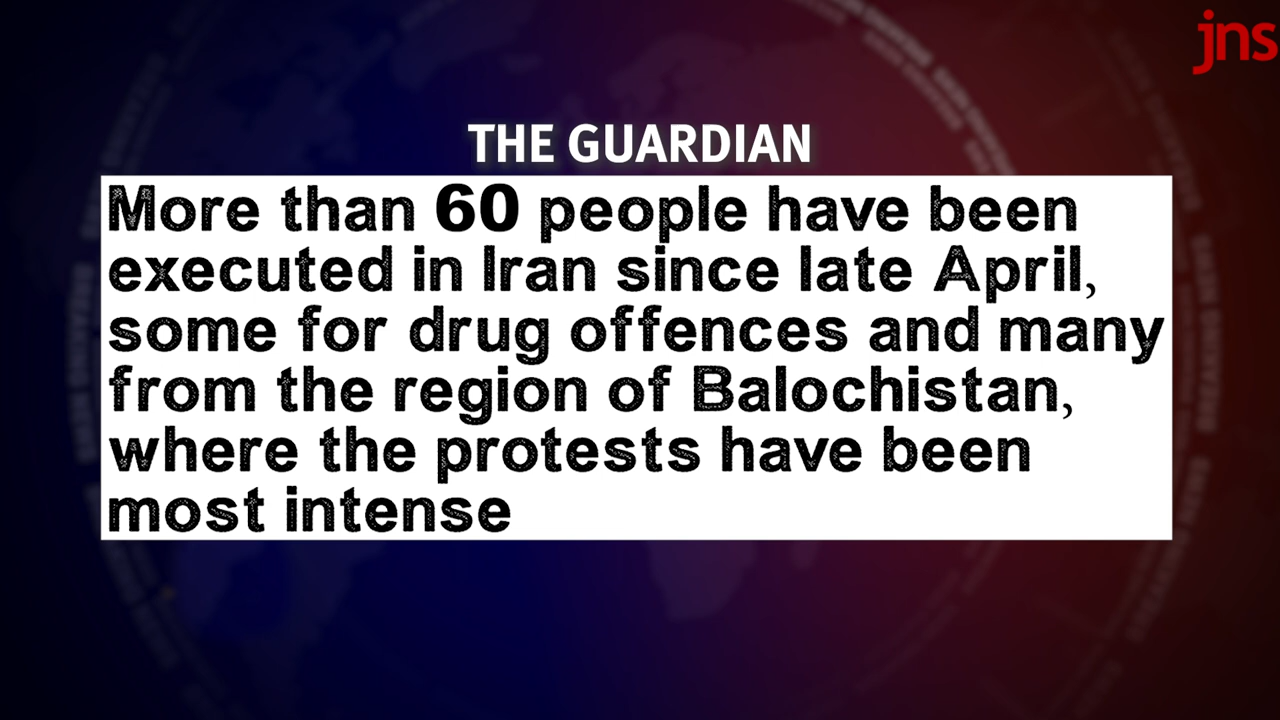 jns
THE GUARDIAN
More than 60 people have been
executed in Iran since late April,
some for drug offences and many
from the region of Balochistan,
where the protests have been
most intense